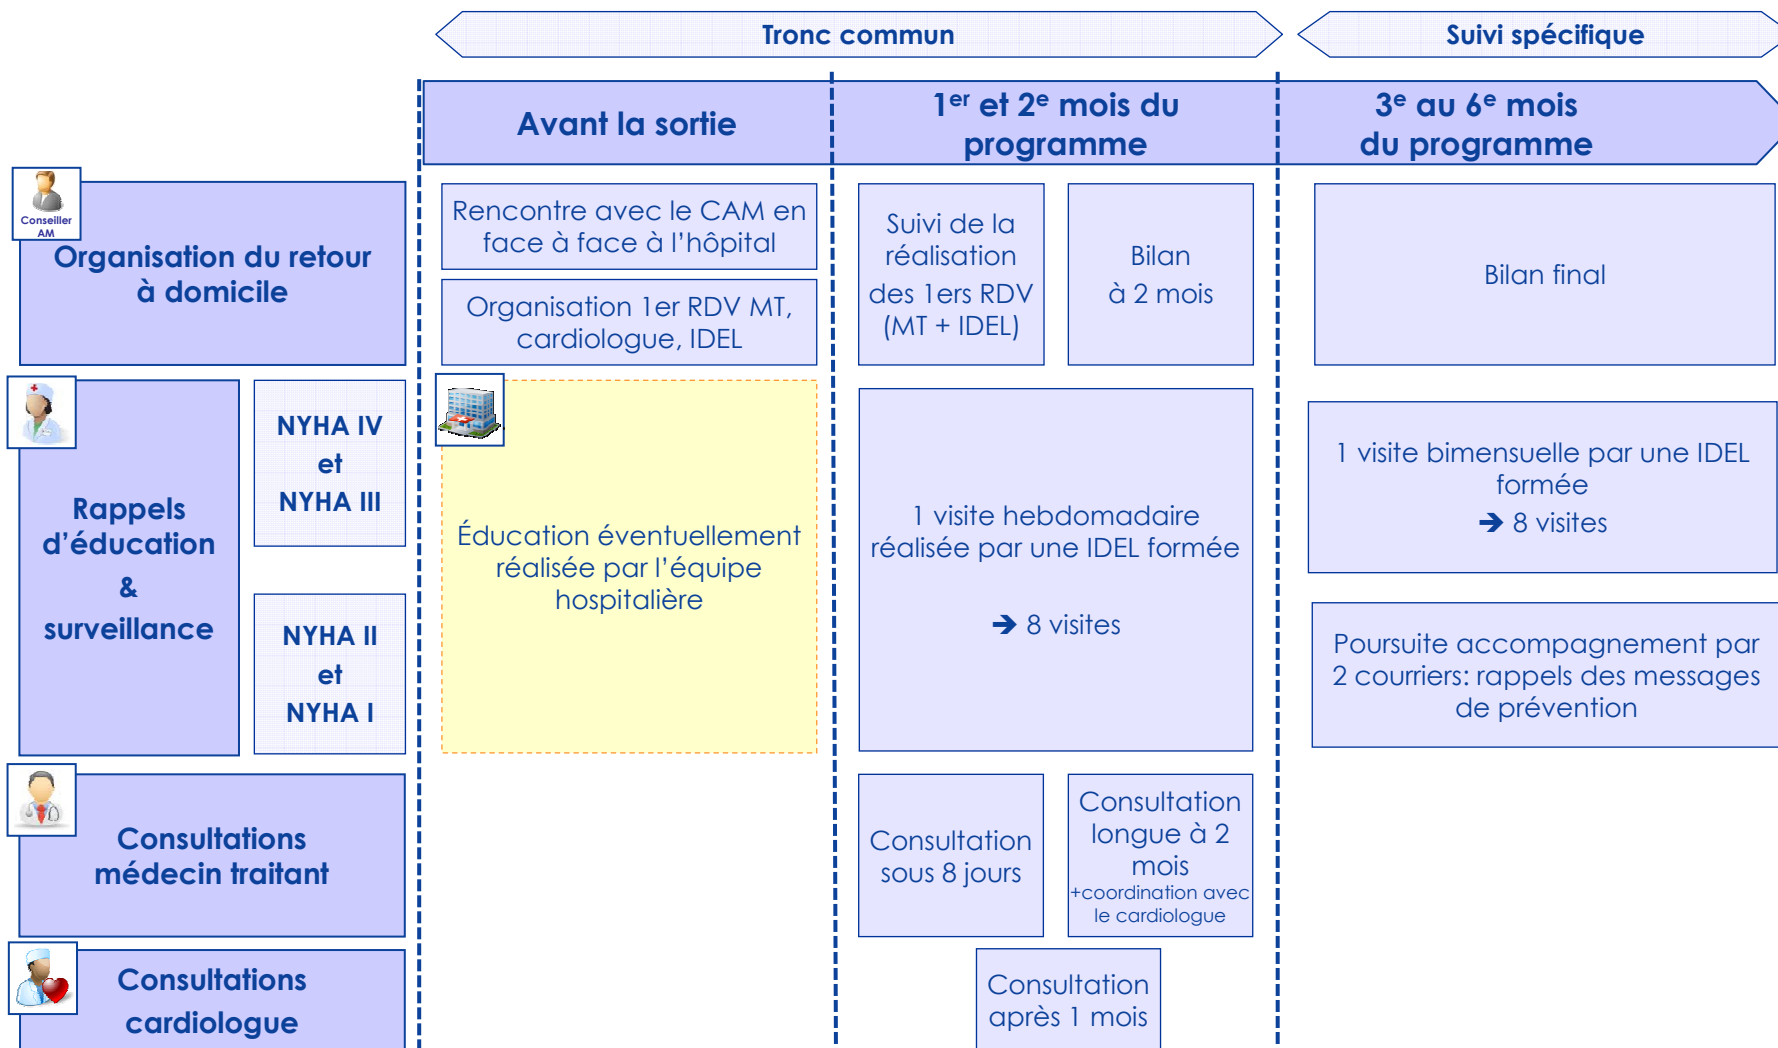 Tronc commun
Suivi spécifique
Avant la sortie
1er et 2e mois du
programme
3e au 6e mois
du programme
Conseiller
AM
Organisation du retour
à domicile
Rencontre avec le CAM en
face à face à l'hôpital
Organisation 1er RDV MT,
cardiologue, IDEL
Suivi de la
réalisation
des 1ers RDV
(MT + IDEL)
Bilan
à 2 mois
Bilan final
Rappels
d'éducation
&
surveillance
NYHA IV
et
NYHA III
NYHA II
et
NYHA I
Éducation éventuellement
réalisée par l'équipe
hospitalière
1 visite hebdomadaire
réalisée par une IDEL formée
➔ 8 visites
1 visite bimensuelle par une IDEL
formée
➔ 8 visites
Poursuite accompagnement par
2 courriers: rappels des messages
de prévention
Consultations
médecin traitant
Consultation
sous 8 jours
Consultation
longue à 2
mois
+coordination avec
le cardiologue
Consultations
cardiologue
Consultation
après 1 mois